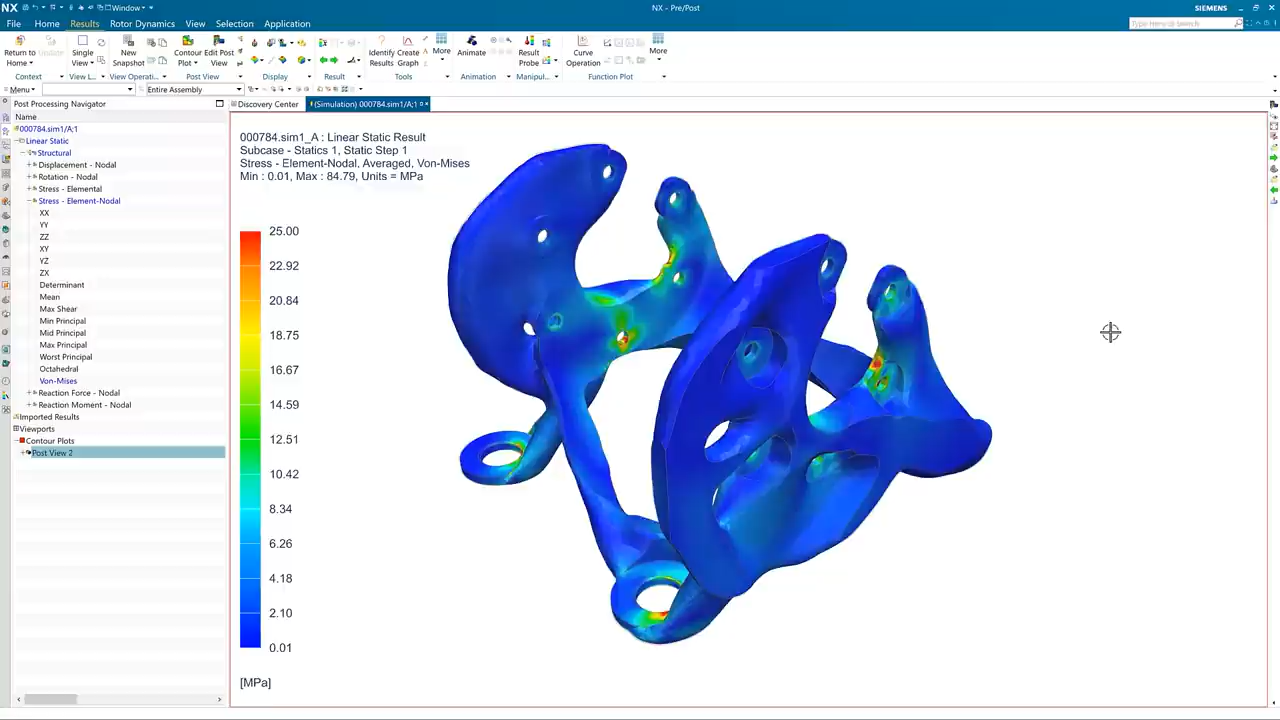 NX
Window
NX - Pre/Post
SIEMENS
File Home Results Rotor Dynamics View Selection Application
Type here to search
Return to Home
Undate
Single View
New Snapshot
Contour Plot
Edit Post View
Identify Results
Create Graph
More
Animate
Result Probe
Curve Operation
More
Context
View L...
View Operati...
Post View
Display
Result
Tools
Animation
Manipul...
Function Plot
Menu
Entire Assembly
Post Processing Navigator
Discovery Center
(Simulation) 000784.sim1/A;1
Name
000784.sim1/A;1
Linear Static
Structural
Displacement - Nodal
Rotation - Nodal
Stress - Elemental
Stress - Element-Nodal
XX
YY
ZZ
XY
YZ
ZX
Determinant
Mean
Max Shear
Min Principal
Mid Principal
Max Principal
Worst Principal
Octahedral
Von-Mises
Reaction Force - Nodal
Reaction Moment - Nodal
Imported Results
Viewports
Contour Plots
Post View 2
000784.sim1_A : Linear Static Result
Subcase - Statics 1, Static Step 1
Stress - Element-Nodal, Averaged, Von-Mises
Min : 0.01, Max : 84.79, Units = MPa
25.00
22.92
20.84
18.75
16.67
14.59
12.51
10.42
8.34
6.26
4.18
2.10
0.01
[MPa]